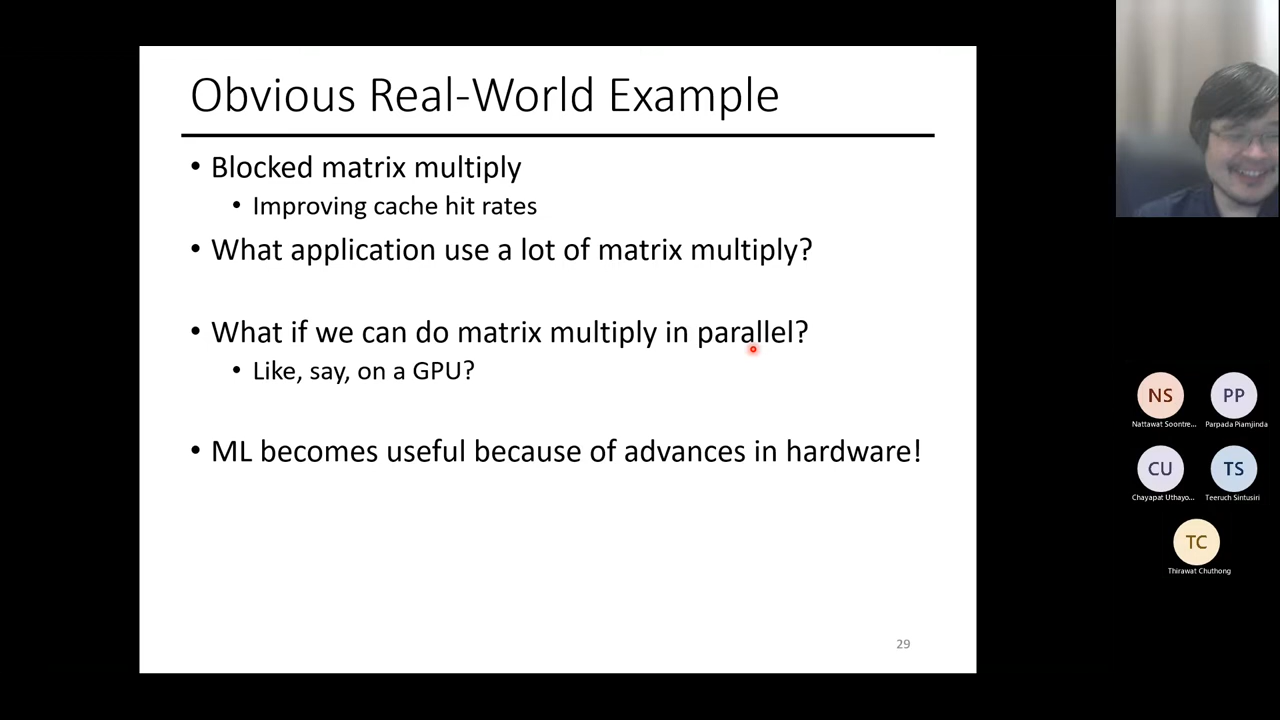 Obvious Real-World Example
• Blocked matrix multiply
• Improving cache hit rates
• What application use a lot of matrix multiply?
• What if we can do matrix multiply in parallel?
• Like, say, on a GPU?
• ML becomes useful because of advances in hardware!
29
NS
PP
Nattawat Soontre...
Parpada Piamjinda
CU
TS
Chayapat Uthayo...
Teeruch Sintusiri
TC
Thirawat Chuthong